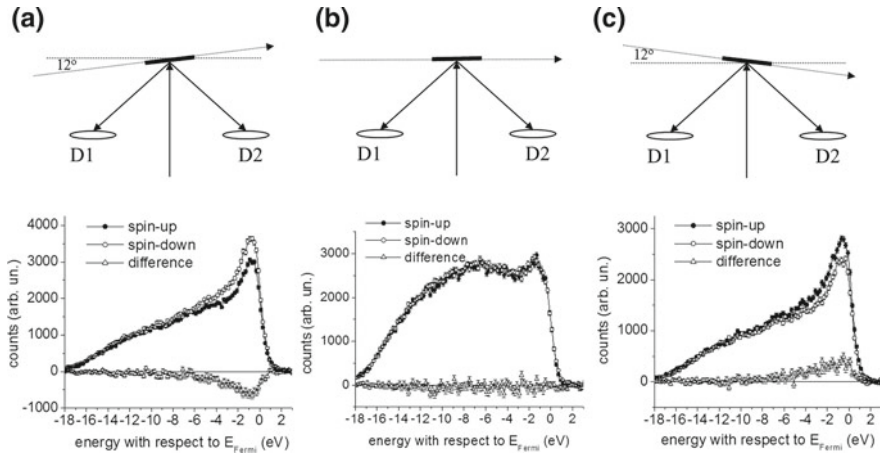 (a)
12°
D1
D2
(b)
D1
D2
(c)
12°
D1
D2
counts (arb. un.)
4000
3000
2000
1000
0
-1000
spin-up
spin-down
difference
-18 -16 -14 -12 -10 -8 -6 -4 -2 0 2
energy with respect to E_Fermi (eV)
counts (arb. un.)
3000
2000
1000
0
spin-up
spin-down
difference
-18 -16 -14 -12 -10 -8 -6 -4 -2 0 2
energy with respect to E_Fermi (eV)
counts (arb. un.)
3000
2000
1000
0
spin-up
spin-down
difference
-18 -16 -14 -12 -10 -8 -6 -4 -2 0 2
energy with respect to E_Fermi (eV)